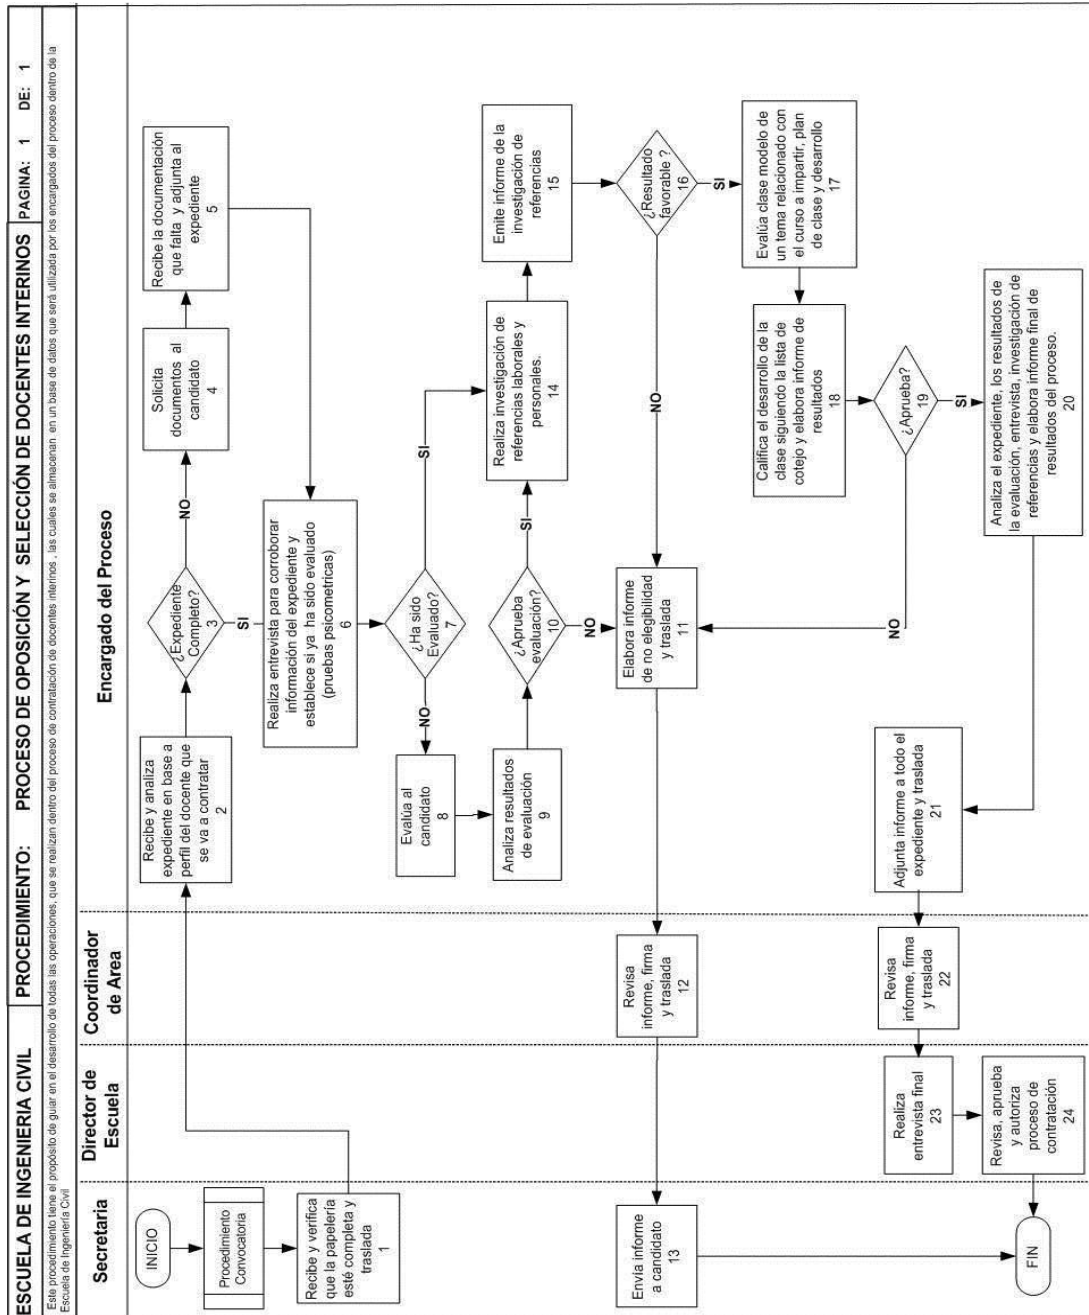 ESCUELA DE INGENIERIA CIVIL
PROCEDIMIENTO:
PROCESO DE OPOSICIÓN Y SELECCIÓN DE DOCENTES INTERINOS
PAGINA: 1 DE: 1
Este procedimiento tiene el propósito de guiar en el desarrollo de todas las operaciones, que se realizan dentro del proceso de contratación de docentes interinos , las cuales se almacenan en un base de datos que será utilizada por los encargados del proceso dentro de la
Escuela de Ingeniería Civil
Secretaria
Director de
Escuela
Coordinador
de Area
Encargado del Proceso
INICIO
Procedimiento
Convocatoria
Recibe y verifica
que la papelería
esté completa y
traslada
1
Recibe y analiza
expediente en base a
perfil del docente que
se va a contratar
2
¿Expediente
Completo?
3
NO
SI
Solicita
documentos al
candidato
4
Recibe la documentación
que falta y adjunta al
expediente
5
Realiza entrevista para corroborar
información del expediente y
establece si ya ha sido evaluado
(pruebas psicometricas)
6
¿Ha sido
Evaluado?
7
NO
SI
Evalúa al
candidato
8
Analiza resultados
de evaluación
9
¿Aprueba
evaluación?
10
SI
NO
Elabora informe
de no elegibilidad
y traslada
11
Revisa
informe, firma
y traslada
12
Envía informe
a candidato
13
Realiza investigación de
referencias laborales y
personales.
14
Emite informe de la
investigación de
referencias
15
¿Resultado
favorable ?
16
NO
SI
Evalúa clase modelo de
un tema relacionado con
el curso a impartir, plan
de clase y desarrollo
17
Califica el desarrollo de la
clase siguiendo la lista de
cotejo y elabora informe de
resultados
18
¿Aprueba?
19
NO
SI
Analiza el expediente, los resultados de
la evaluación, entrevista, investigación de
referencias y elabora informe final de
resultados del proceso.
20
Adjunta informe a todo el
expediente y traslada
21
Revisa
informe, firma
y traslada
22
Realiza
entrevista final
23
Revisa, aprueba
y autoriza
proceso de
contratación
24
FIN